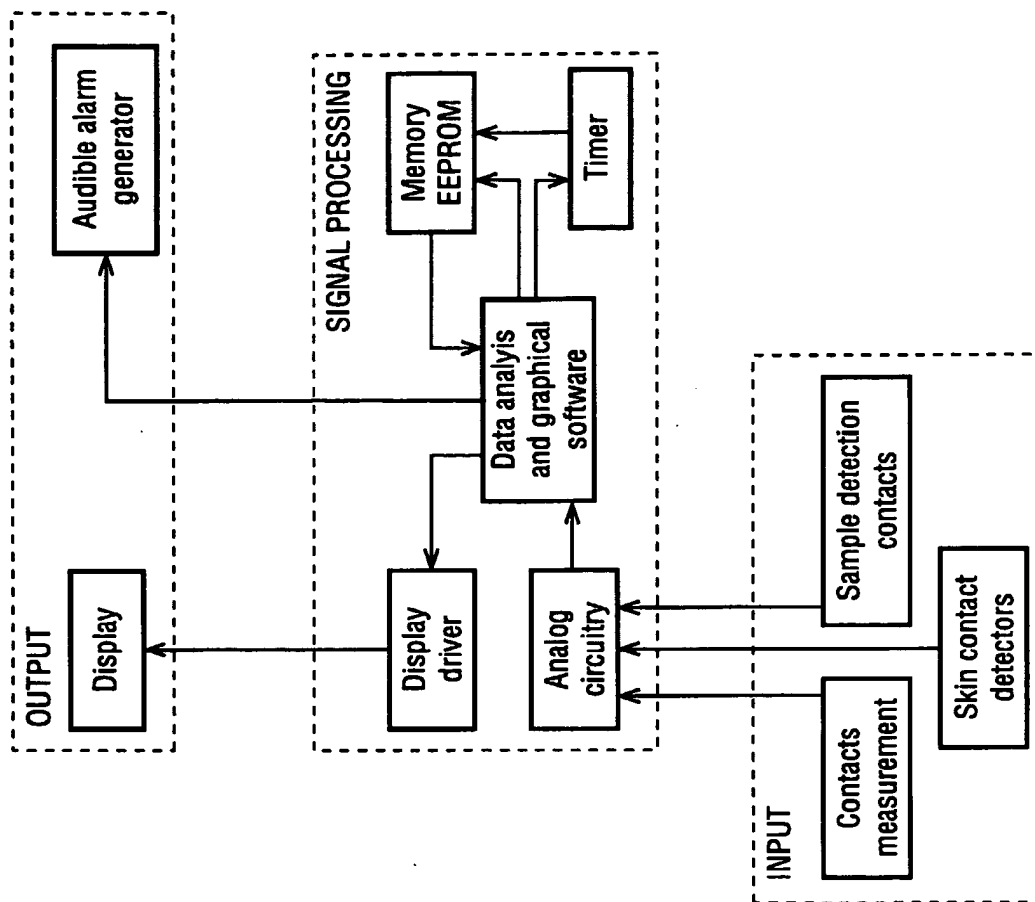 OUTPUT
Display
Audible alarm
generator
SIGNAL PROCESSING
Display
driver
Memory
EEPROM
Analog
circuitry
Data analyis
and graphical
software
Timer
INPUT
Contacts
measurement
Sample detection
contacts
Skin contact
detectors